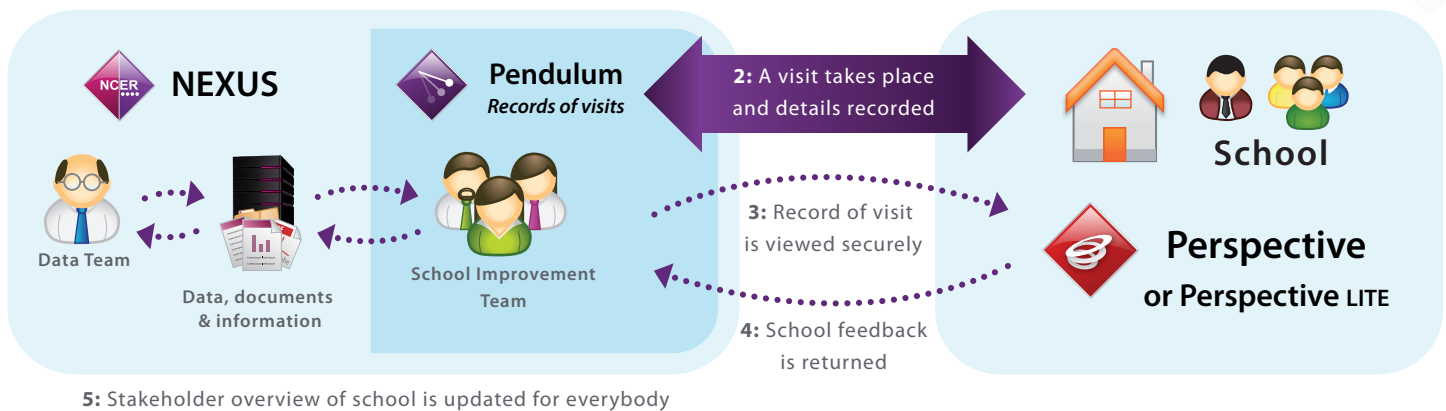 NCER
NEXUS
Pendulum
Records of visits
2: A visit takes place
and details recorded
School
Data Team
Data, documents
& information
School Improvement
Team
3: Record of visit
is viewed securely
Perspective
or Perspective LITE
4: School feedback
is returned
5: Stakeholder overview of school is updated for everybody